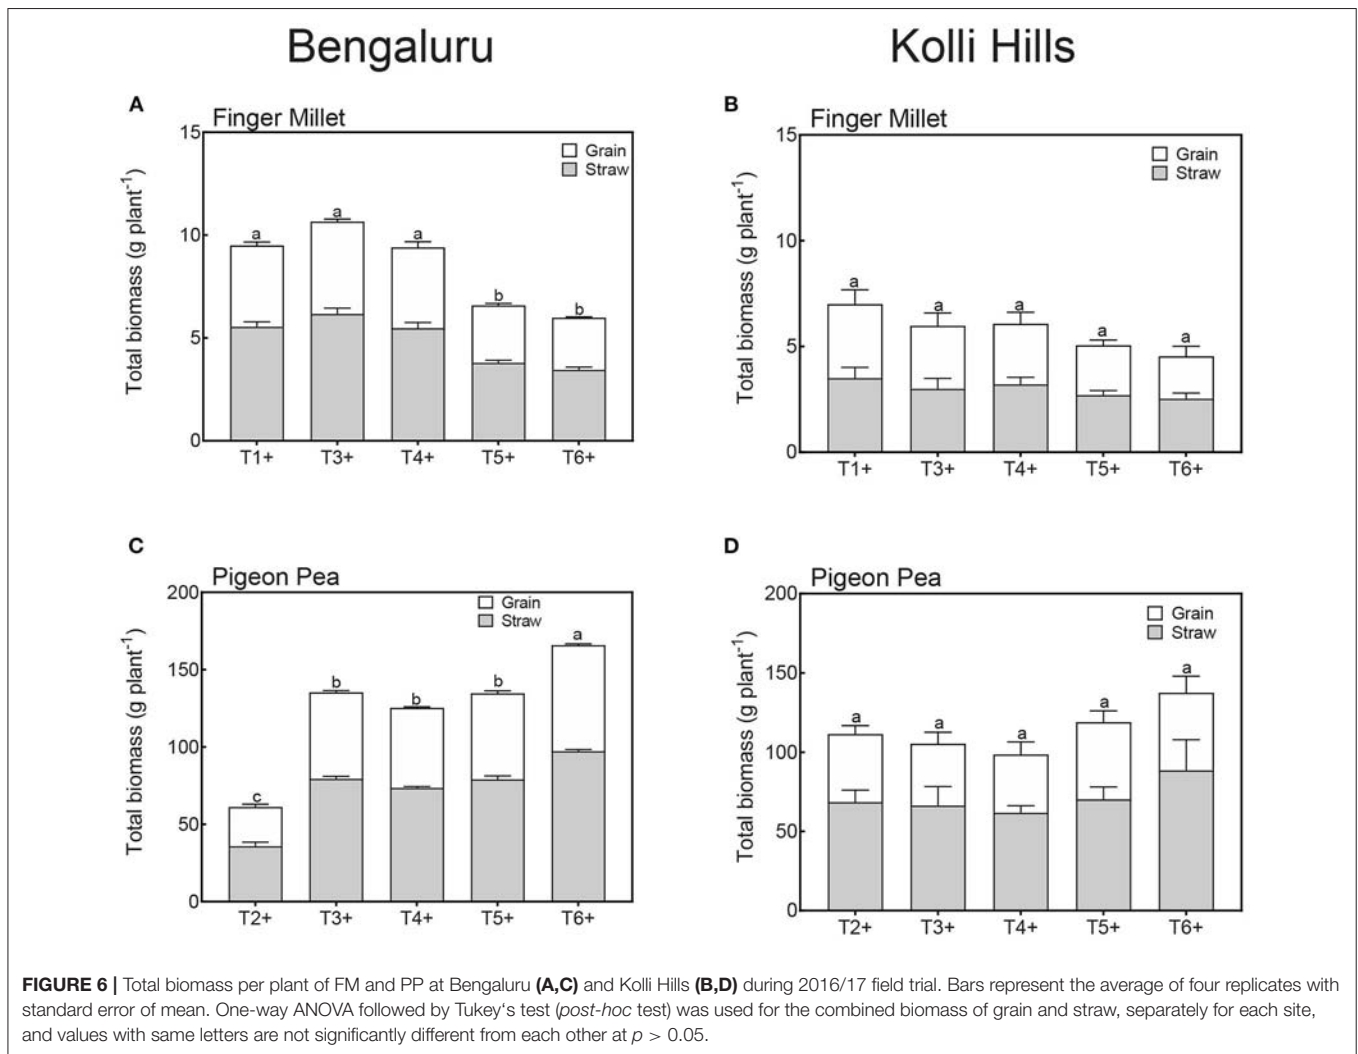 Bengaluru
Kolli Hills
A
Finger Millet
15
10
5
0
Total biomass (g plant⁻¹)
Grain
Straw
a
a
a
b
b
T1+ T3+ T4+ T5+ T6+
B
Finger Millet
15
10
5
0
Total biomass (g plant⁻¹)
Grain
Straw
a
a
a
a
a
T1+ T3+ T4+ T5+ T6+
C
Pigeon Pea
200
150
100
50
0
Total biomass (g plant⁻¹)
Grain
Straw
c
b
b
b
a
T2+ T3+ T4+ T5+ T6+
D
Pigeon Pea
200
150
100
50
0
Total biomass (g plant⁻¹)
Grain
Straw
a
a
a
a
a
T2+ T3+ T4+ T5+ T6+
FIGURE 6 | Total biomass per plant of FM and PP at Bengaluru (A,C) and Kolli Hills (B,D) during 2016/17 field trial. Bars represent the average of four replicates with
standard error of mean. One-way ANOVA followed by Tukey‘s test (post-hoc test) was used for the combined biomass of grain and straw, separately for each site,
and values with same letters are not significantly different from each other at p > 0.05.